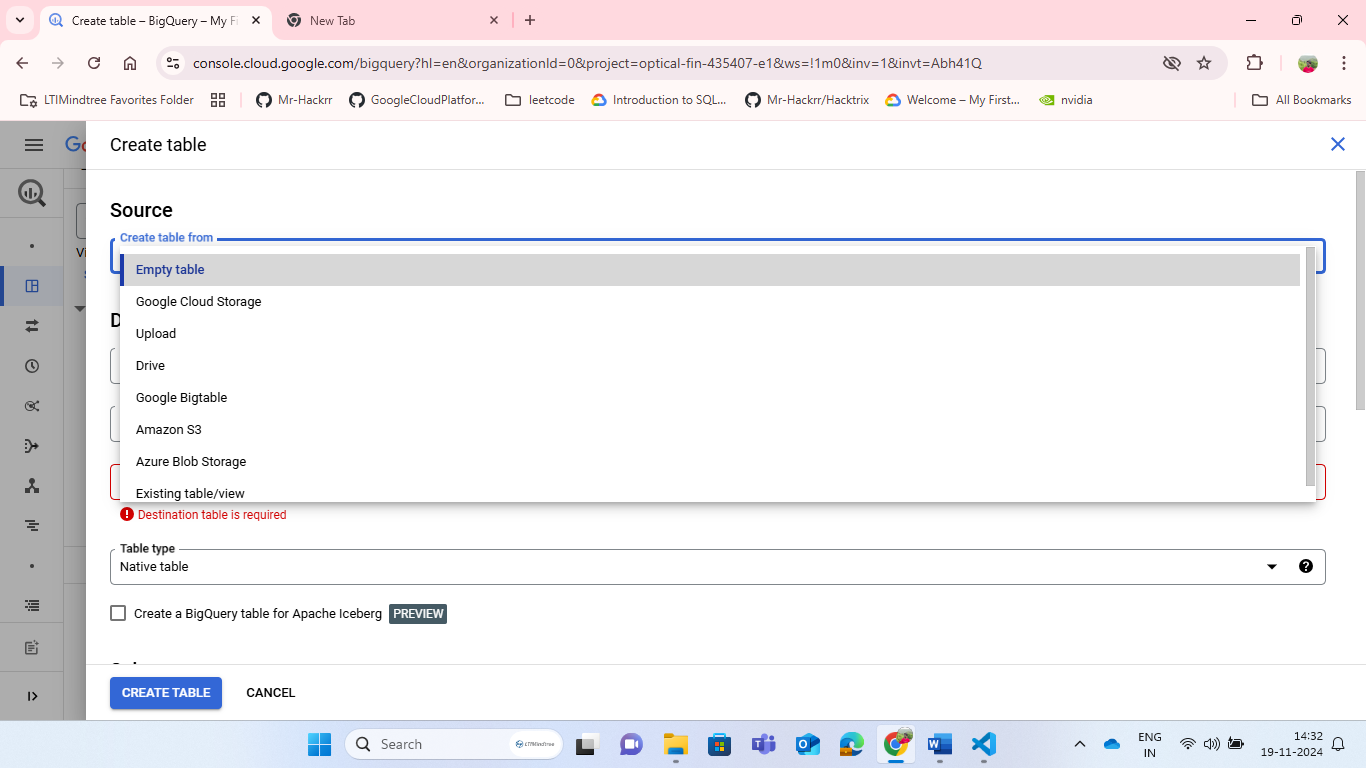 Create table – BigQuery – My Fi
New Tab
console.cloud.google.com/bigquery?hl=en&organizationId=0&project=optical-fin-435407-e1&ws=!1m0&inv=1&invt=Abh41Q
LTIMindtree Favorites Folder
Mr-Hackrr
GoogleCloudPlatfor...
leetcode
Introduction to SQL...
Mr-Hackrr/Hacktrix
Welcome – My First...
nvidia
All Bookmarks
Create table
Source
Create table from
Empty table
Google Cloud Storage
Upload
Drive
Google Bigtable
Amazon S3
Azure Blob Storage
Existing table/view
Destination table is required
Table type
Native table
Create a BigQuery table for Apache Iceberg PREVIEW
CREATE TABLE
CANCEL
Search
LTIMindtree
ENG
IN
14:32
19-11-2024